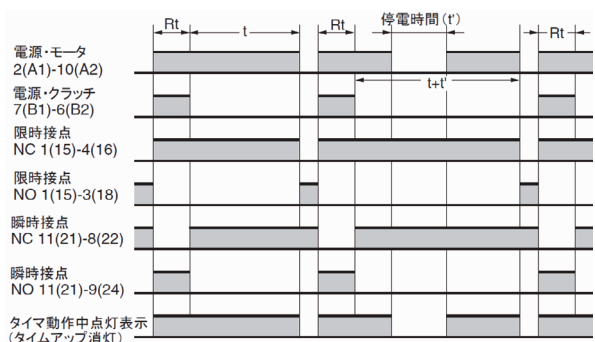 Rt
t
Rt
停電時間(t')
Rt
電源・モータ
2(A1)-10(A2)
t+t'
電源・クラッチ
7(B1)-6(B2)
限時接点
NC 1(15)-4(16)
限時接点
NO 1(15)-3(18)
瞬時接点
NC 11(21)-8(22)
瞬時接点
NO 11(21)-9(24)
タイマ動作中点灯表示
(タイムアップ消灯)